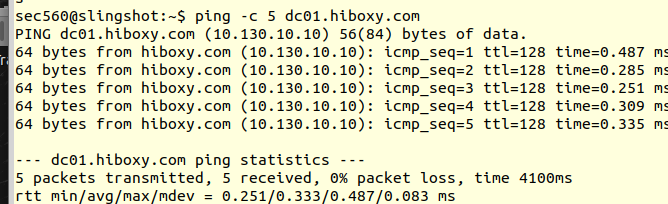 sec560@slingshot:~$ ping -c 5 dc01.hiboxy.com
PING dc01.hiboxy.com (10.130.10.10) 56(84) bytes of data.
64 bytes from hiboxy.com (10.130.10.10): icmp_seq=1 ttl=128 time=0.487 ms
64 bytes from hiboxy.com (10.130.10.10): icmp_seq=2 ttl=128 time=0.285 ms
64 bytes from hiboxy.com (10.130.10.10): icmp_seq=3 ttl=128 time=0.251 ms
64 bytes from hiboxy.com (10.130.10.10): icmp_seq=4 ttl=128 time=0.309 ms
64 bytes from hiboxy.com (10.130.10.10): icmp_seq=5 ttl=128 time=0.335 ms

--- dc01.hiboxy.com ping statistics ---
5 packets transmitted, 5 received, 0% packet loss, time 4100ms
rtt min/avg/max/mdev = 0.251/0.333/0.487/0.083 ms